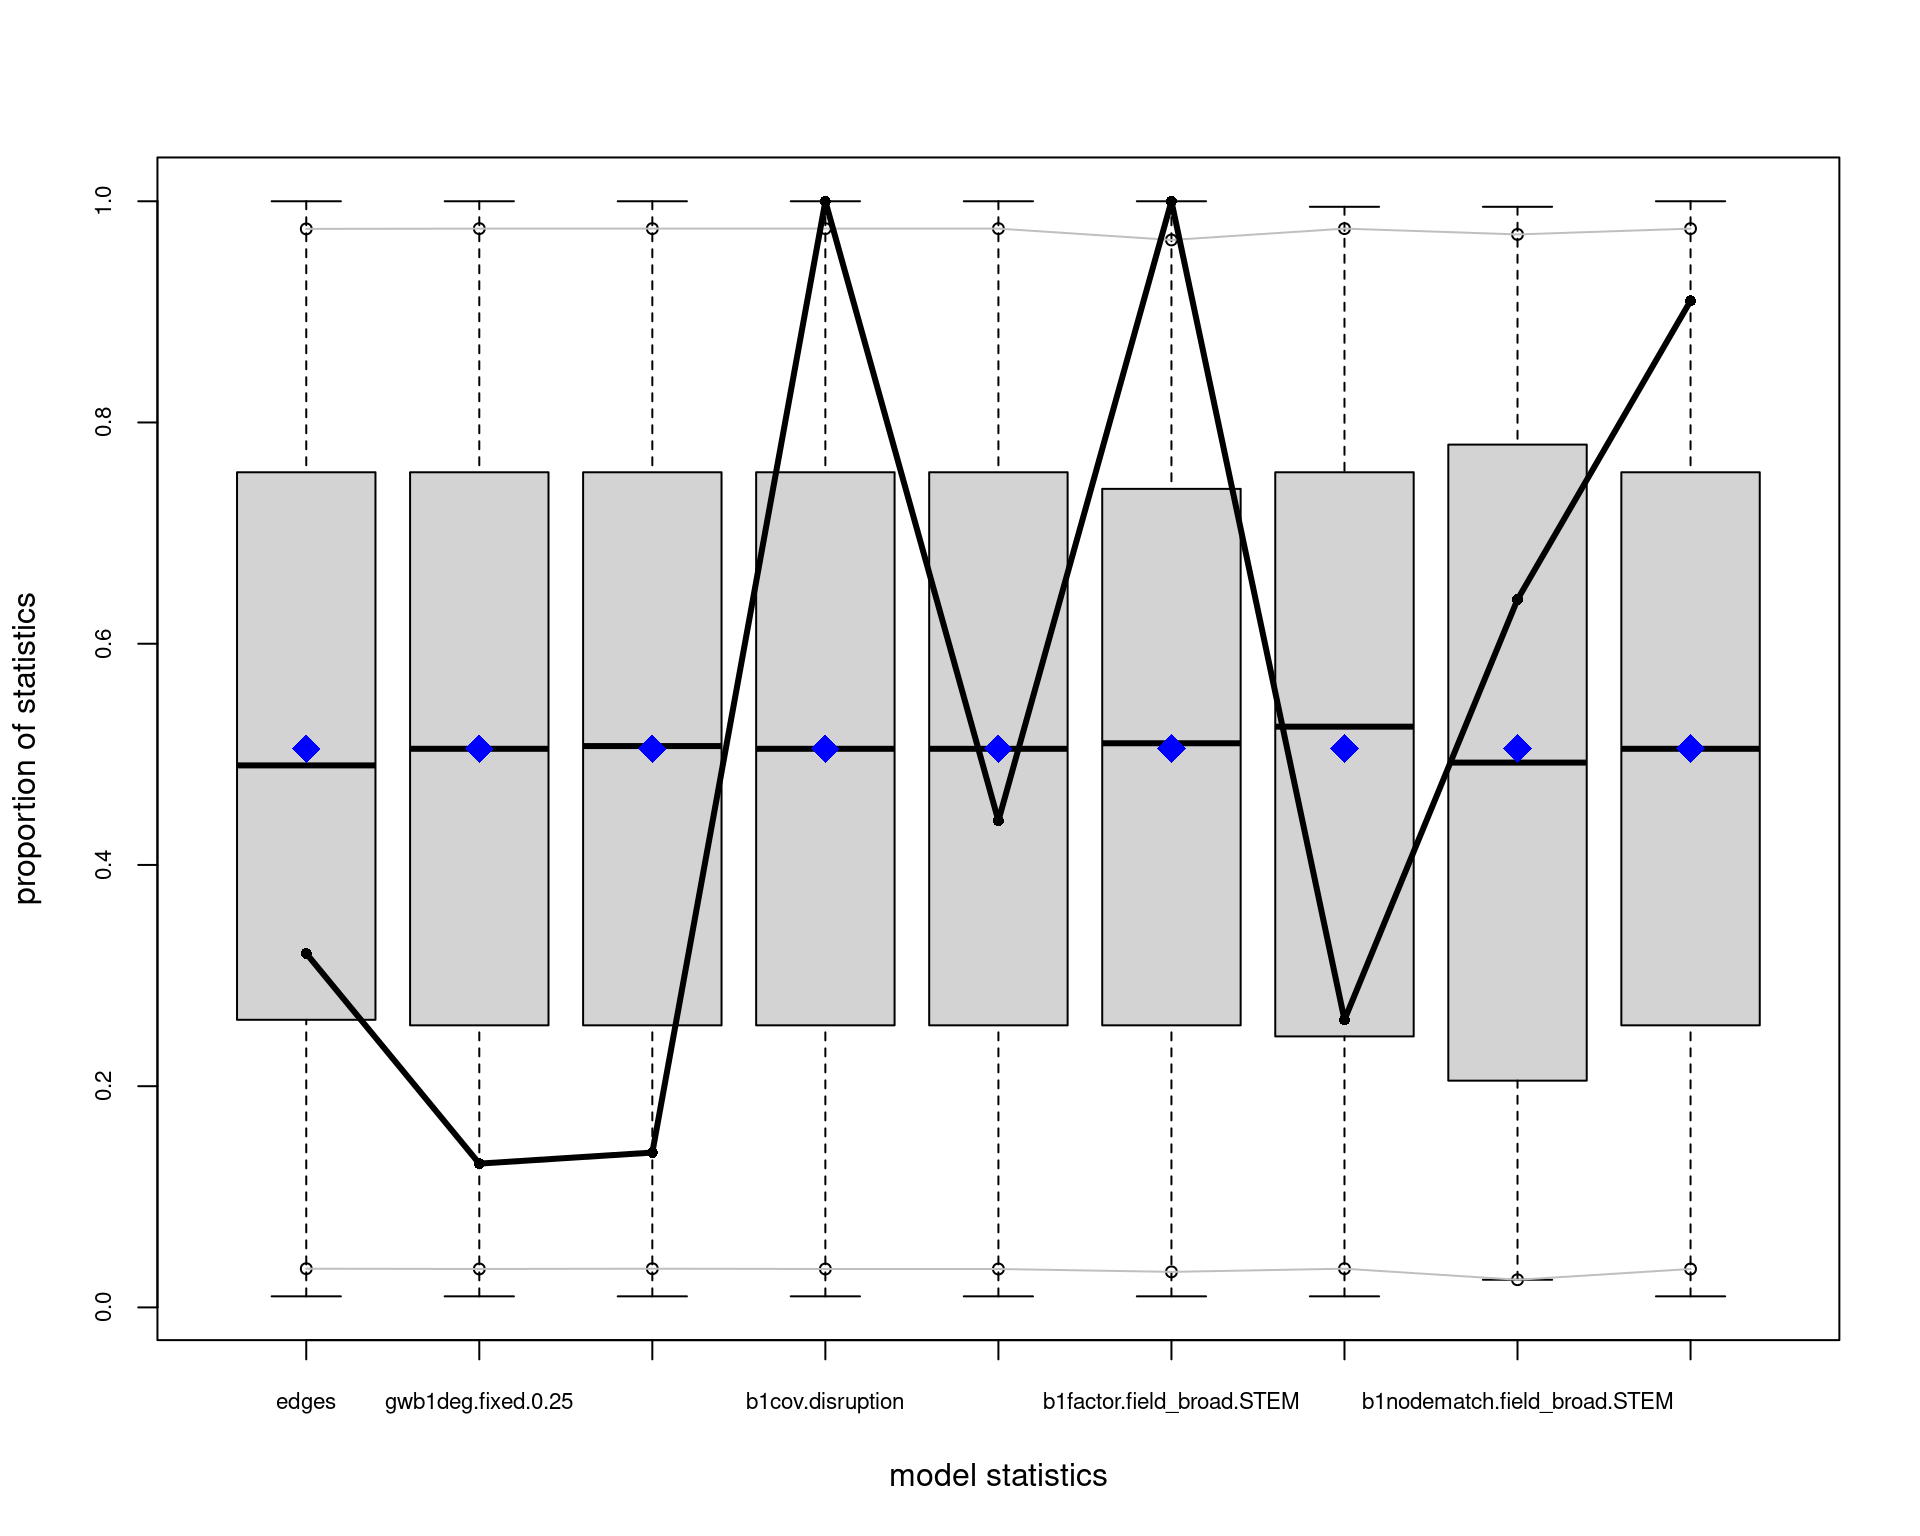 proportion of statistics
1.0
0.8
0.6
0.4
0.2
0.0
edges gwb1deg.fixed.0.25 b1cov.disruption b1factor.field_broad.STEM b1nodematch.field_broad.STEM
model statistics